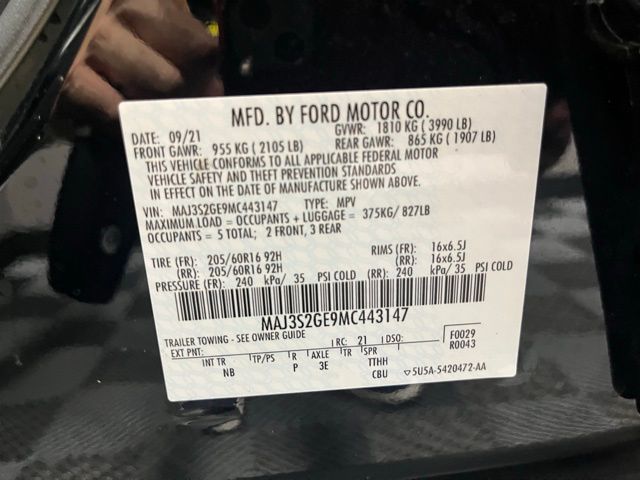 MFD. BY FORD MOTOR CO.
DATE: 09/21 GVWR: 1810 KG ( 3990 LB)
FRONT GAWR: 955 KG ( 2105 LB) REAR GAWR: 865 KG ( 1907 LB)
THIS VEHICLE CONFORMS TO ALL APPLICABLE FEDERAL MOTOR
VEHICLE SAFETY AND THEFT PREVENTION STANDARDS
IN EFFECT ON THE DATE OF MANUFACTURE SHOWN ABOVE.
VIN: MAJ3S2GE9MC443147 TYPE: MPV
MAXIMUM LOAD = OCCUPANTS + LUGGAGE = 375KG/ 827LB
OCCUPANTS = 5 TOTAL; 2 FRONT, 3 REAR
TIRE (FR): 205/60R16 92H RIMS (FR): 16x6.5J
(RR): 205/60R16 92H (RR): 16x6.5J
PRESSURE (FR): 240 kPa/ 35 PSI COLD (RR): 240 kPa/ 35 PSI COLD
MAJ3S2GE9MC443147
TRAILER TOWING - SEE OWNER GUIDE F0029
EXT PNT: RC: 21 DSO: R0043
INT TR TP/PS R AXLE TR SPR
NB P 3E TTHH
CBU ▽5U5A-5420472-AA